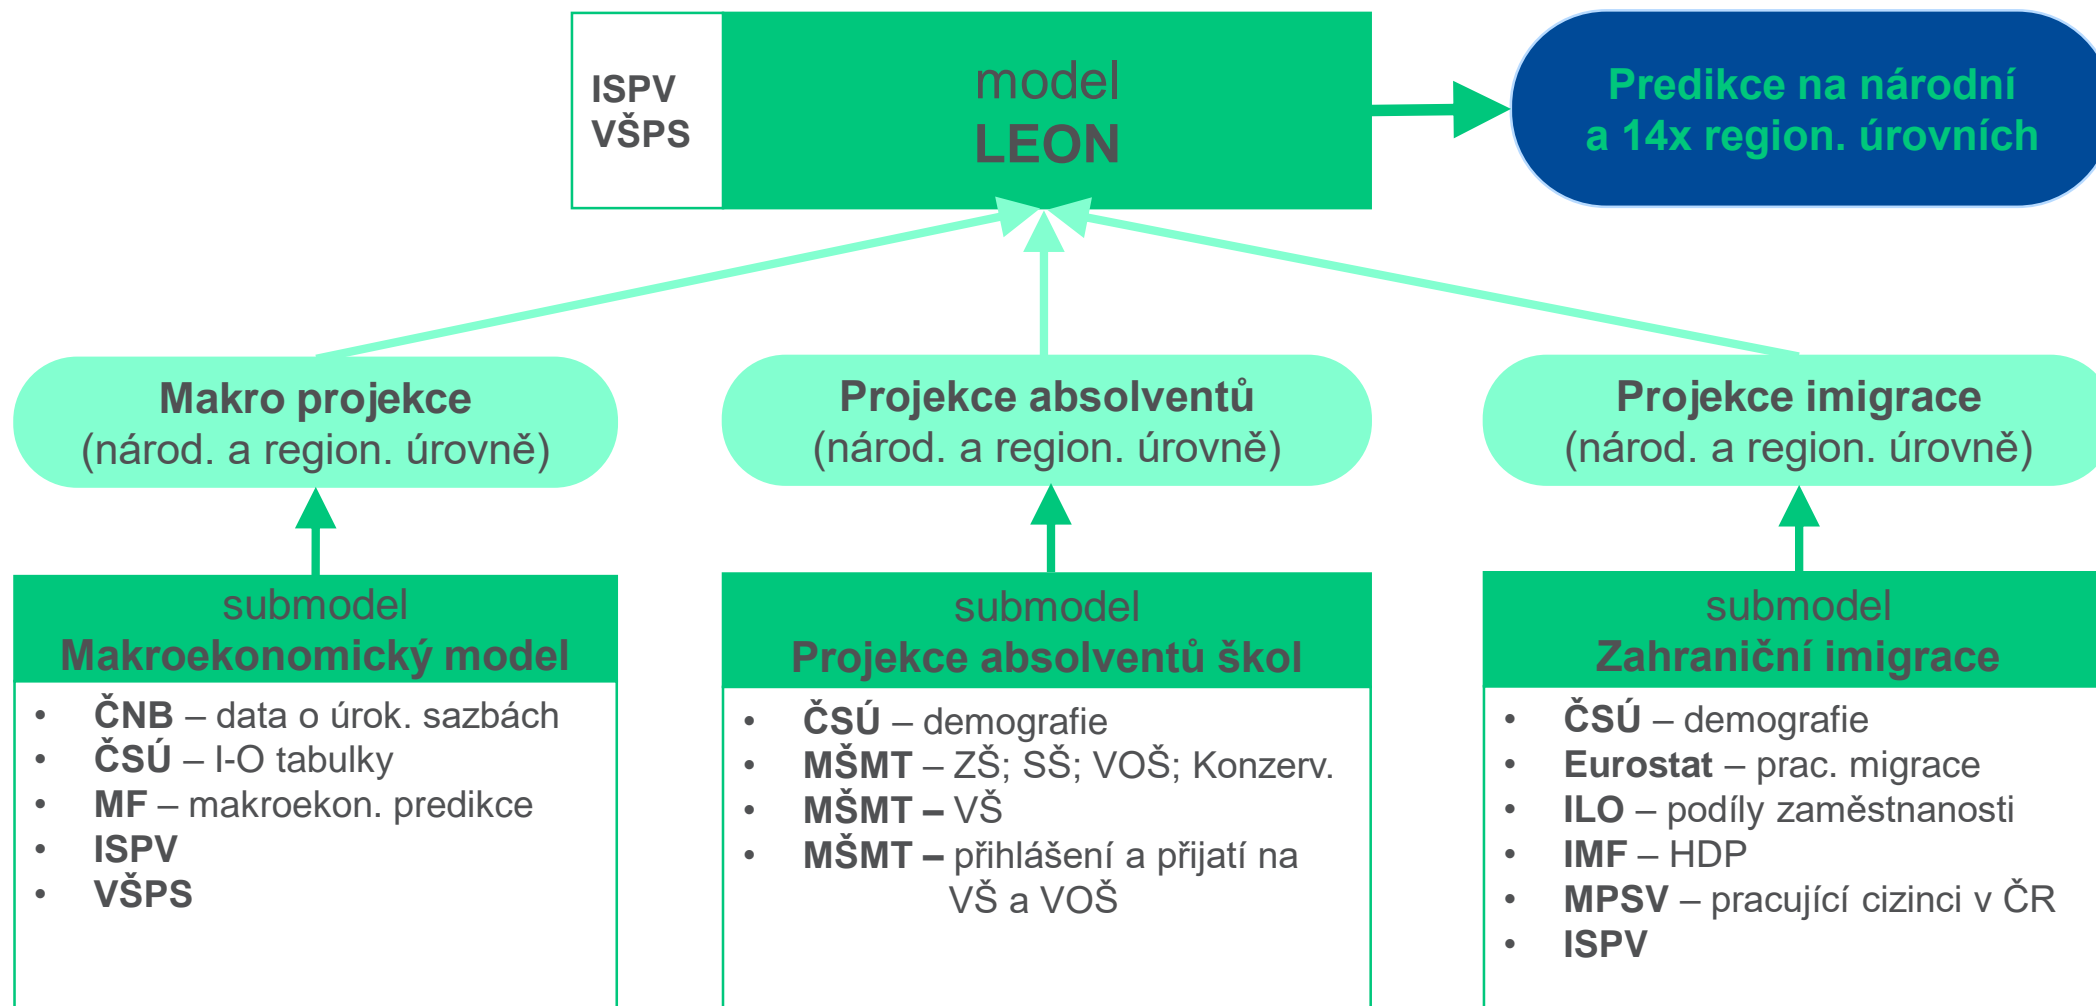 ISPV
VŠPS
model
LEON
Predikce na národní
a 14x region. úrovních
Makro projekce
(národ. a region. úrovně)
Projekce absolventů
(národ. a region. úrovně)
Projekce imigrace
(národ. a region. úrovně)
submodel
Makroekonomický model
• ČNB – data o úrok. sazbách
• ČSÚ – I-O tabulky
• MF – makroekon. predikce
• ISPV
• VŠPS
submodel
Projekce absolventů škol
• ČSÚ – demografie
• MŠMT – ZŠ; SŠ; VOŠ; Konzerv.
• MŠMT – VŠ
• MŠMT – přihlášení a přijatí na
VŠ a VOŠ
submodel
Zahraniční imigrace
• ČSÚ – demografie
• Eurostat – prac. migrace
• ILO – podíly zaměstnanosti
• IMF – HDP
• MPSV – pracující cizinci v ČR
• ISPV